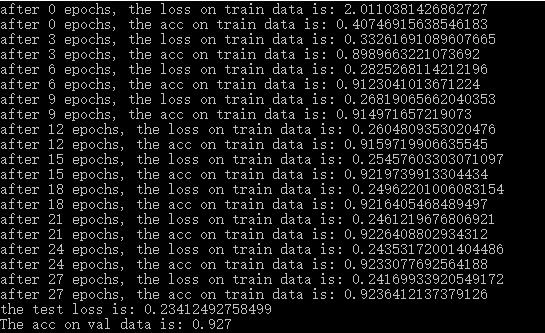 after 0 epochs, the loss on train data is: 2.0110381426862727
after 0 epochs, the acc on train data is: 0.40746915638546183
after 3 epochs, the loss on train data is: 0.33261691089607665
after 3 epochs, the acc on train data is: 0.8989663221073692
after 6 epochs, the loss on train data is: 0.2825268114212196
after 6 epochs, the acc on train data is: 0.9123041013671224
after 9 epochs, the loss on train data is: 0.26819065662040353
after 9 epochs, the acc on train data is: 0.914971657219073
after 12 epochs, the loss on train data is: 0.2604809353020476
after 12 epochs, the acc on train data is: 0.9159719906635545
after 15 epochs, the loss on train data is: 0.25457603303071097
after 15 epochs, the acc on train data is: 0.9219739913304434
after 18 epochs, the loss on train data is: 0.24962201006083154
after 18 epochs, the acc on train data is: 0.9216405468489497
after 21 epochs, the loss on train data is: 0.2461219676806921
after 21 epochs, the acc on train data is: 0.9226408802934312
after 24 epochs, the loss on train data is: 0.24353172001404486
after 24 epochs, the acc on train data is: 0.9233077692564188
after 27 epochs, the loss on train data is: 0.24169933920549172
after 27 epochs, the acc on train data is: 0.9236412137379126
the test loss is: 0.23412492758499
The acc on val data is: 0.927